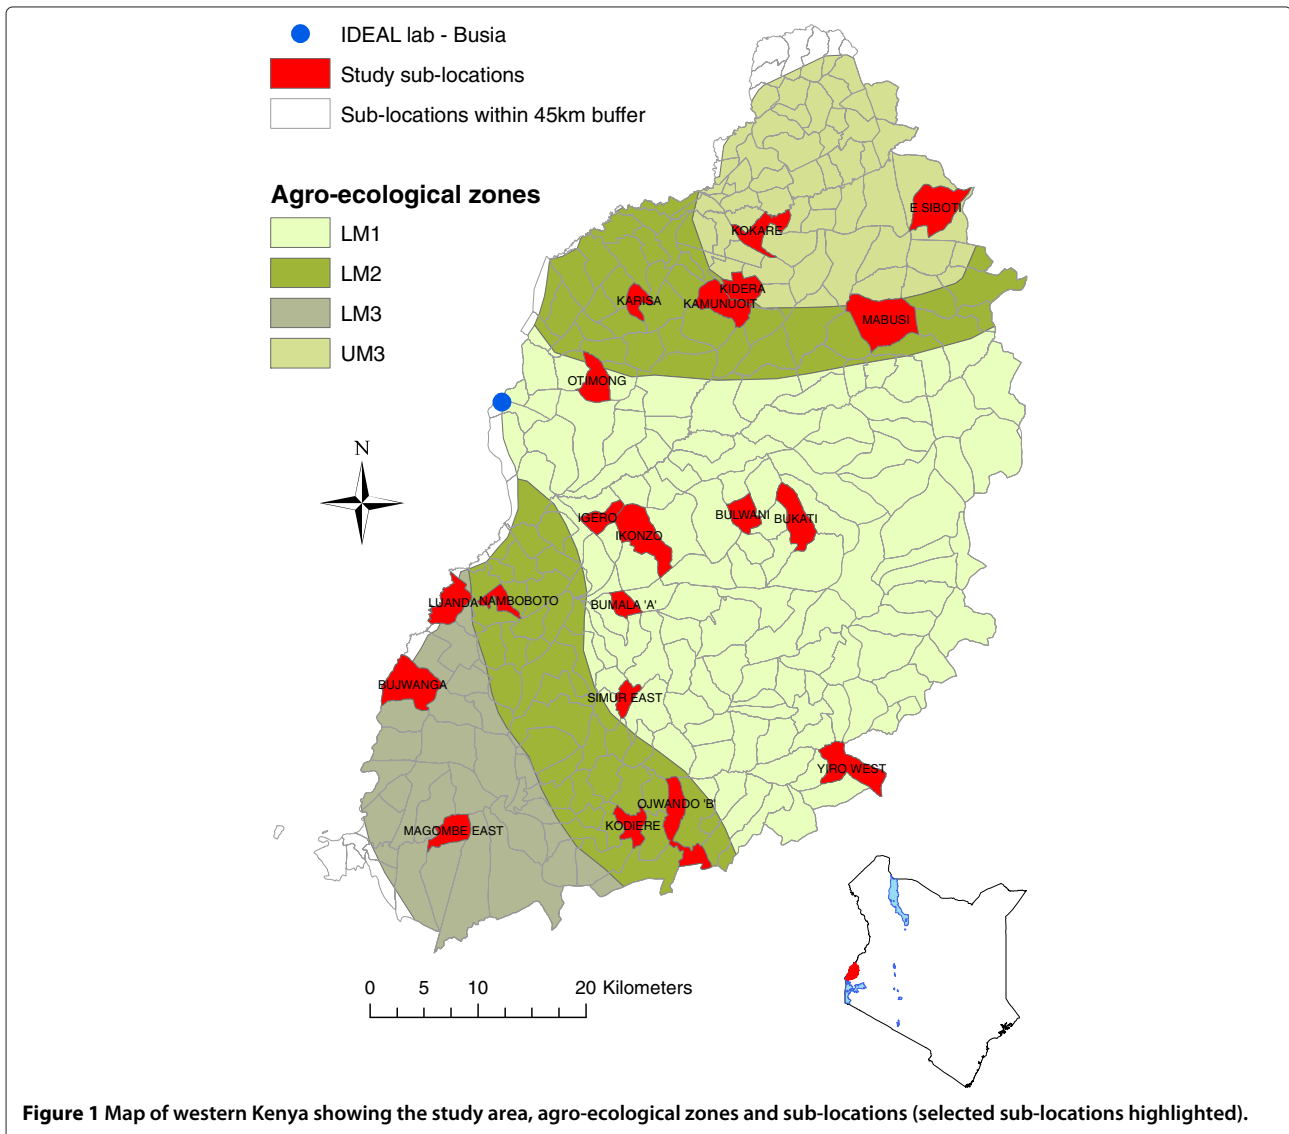 IDEAL lab - Busia
Study sub-locations
Sub-locations within 45km buffer
Agro-ecological zones
LM1
LM2
LM3
UM3
E.SIBOTI
KOKARE
KIDERA
KARISA
KAMUNUOIT
MABUSI
OTIMONG
N
IGERO
BULWANI
BUKATI
IKONZO
LUANDA
NAMBOBOTO
BUMALA 'A'
BUJWANGA
SIMUR EAST
YIRO WEST
OJWANDO 'B'
KODIERE
MAGOMBE EAST
0 5 10 20 Kilometers
Figure 1 Map of western Kenya showing the study area, agro-ecological zones and sub-locations (selected sub-locations highlighted).